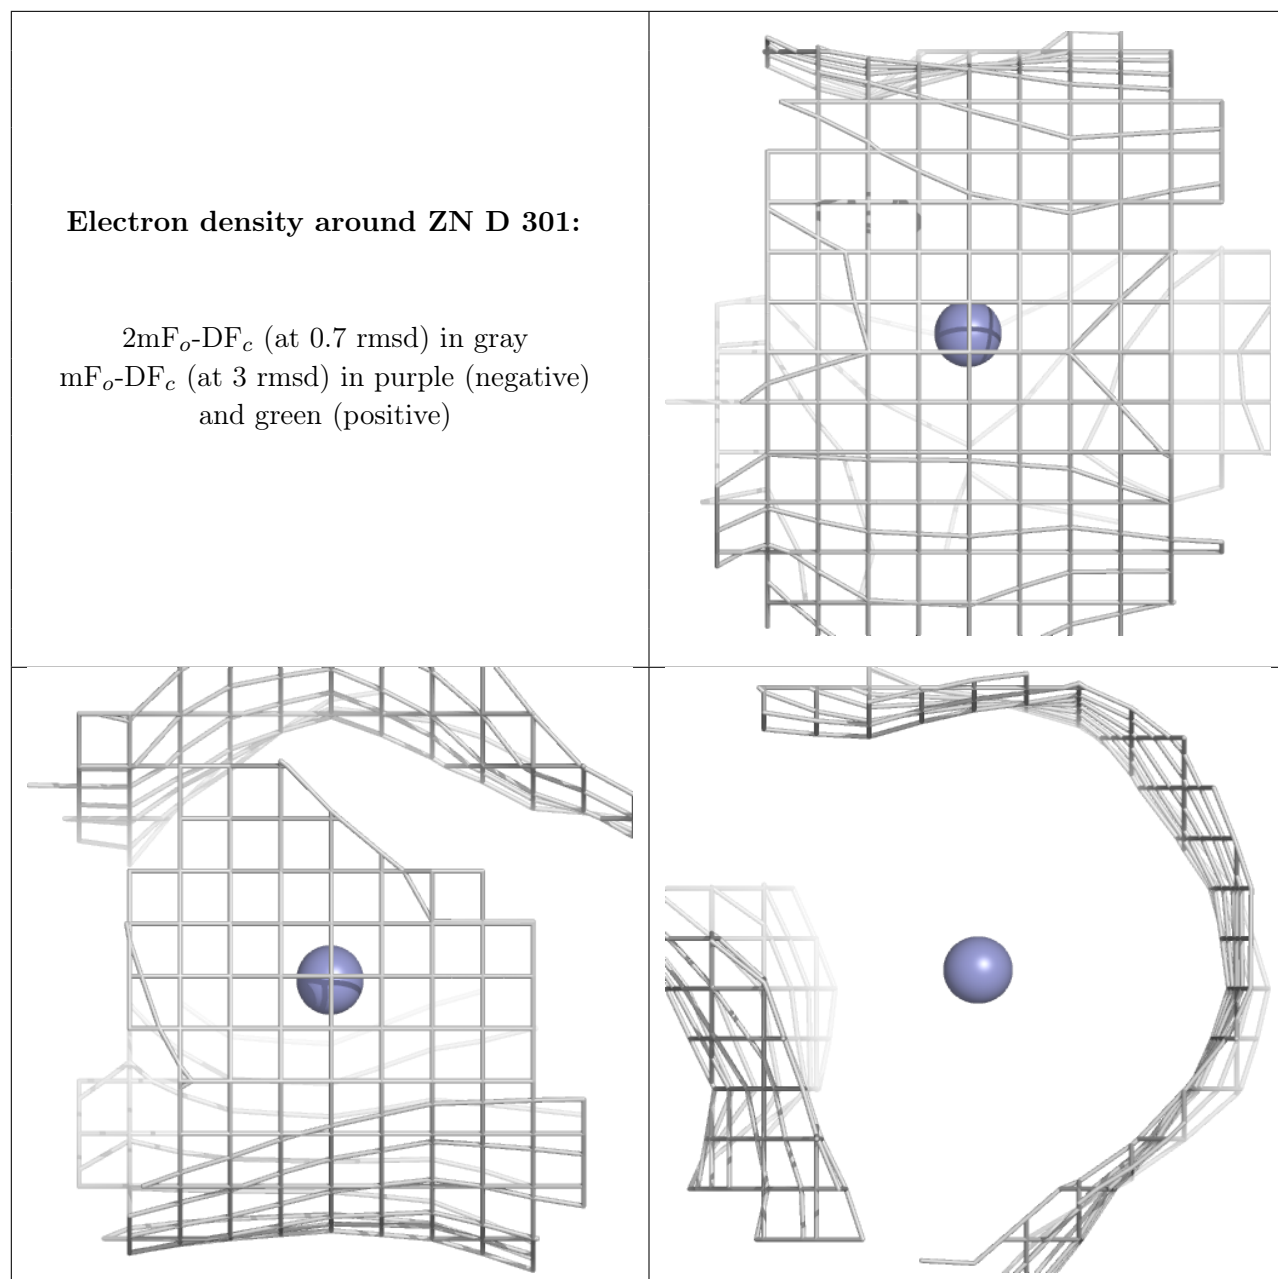 Electron density around ZN D 301:
2mFo-DFc (at 0.7 rmsd) in gray
mFo-DFc (at 3 rmsd) in purple (negative)
and green (positive)